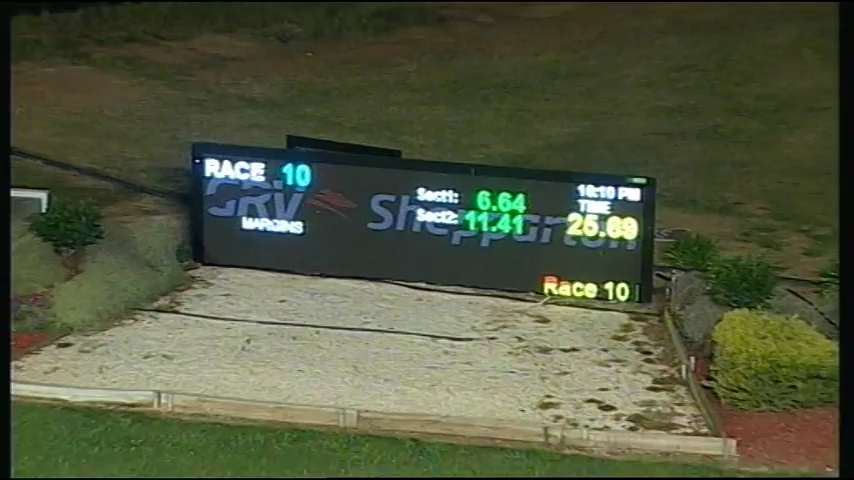 RACE 10
GRV Shepparton
MARGINS
Sect1: 6.64
Sect2: 11.41
10:10 PM
TIME
25.69
Race 10